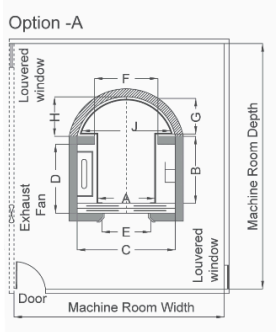 Option -A
Louvered
window
F
H
G
J
B
D
A
E
C
Exhaust
Fan
Machine Room Depth
Louvered
window
Door
Machine Room Width